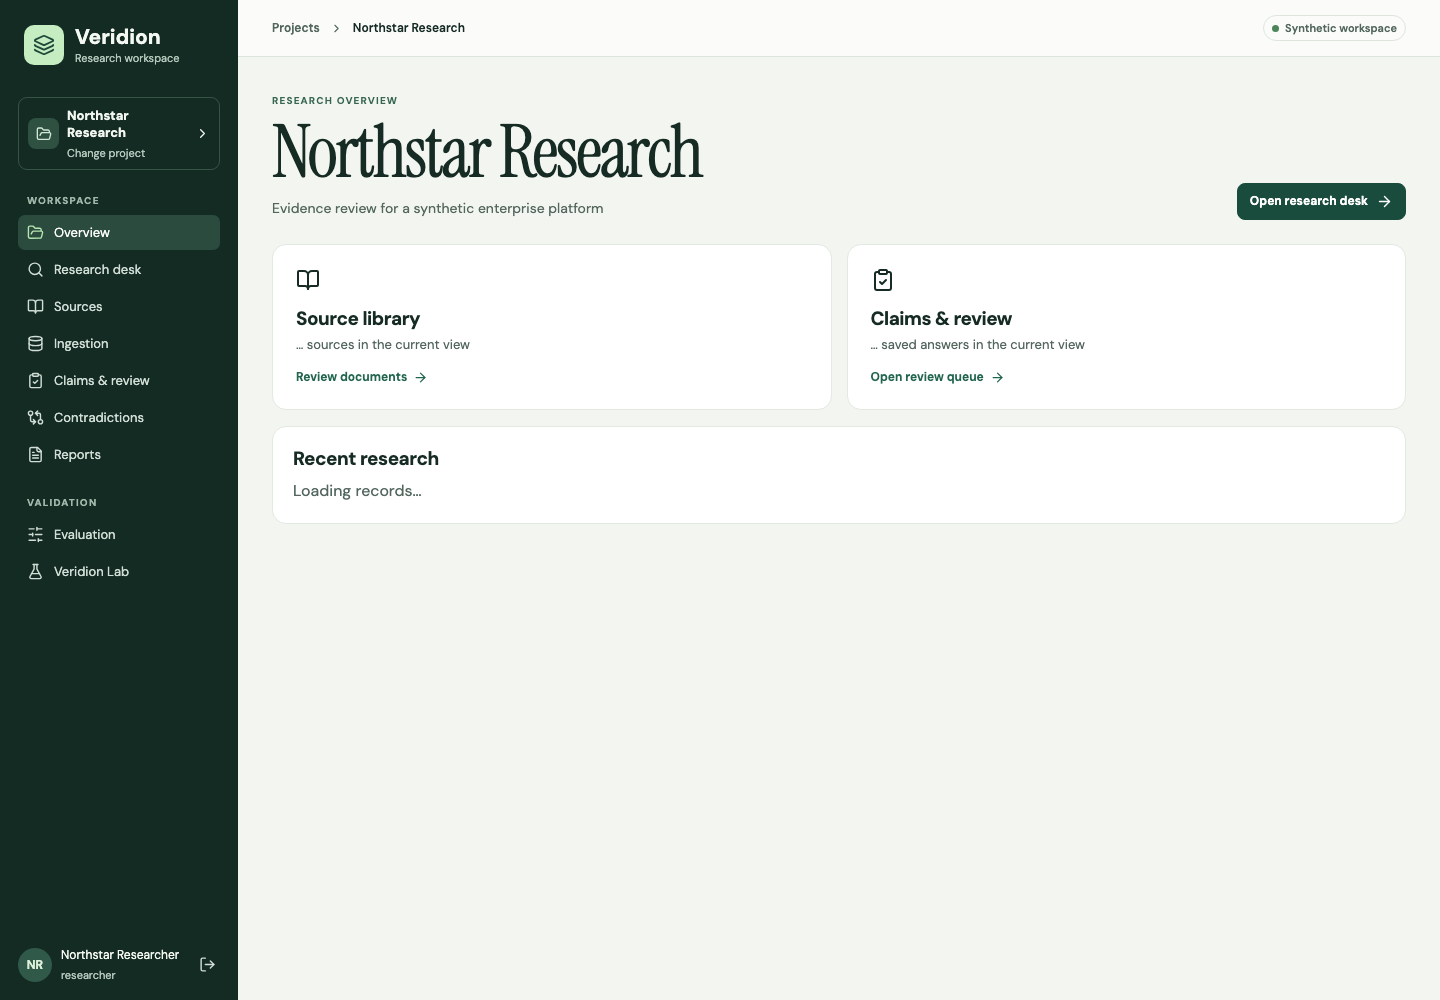 Veridion
Research workspace
Northstar
Research
Change project
WORKSPACE
Overview
Research desk
Sources
Ingestion
Claims & review
Contradictions
Reports
VALIDATION
Evaluation
Veridion Lab
NR
Northstar Researcher
researcher
Projects > Northstar Research
Synthetic workspace
RESEARCH OVERVIEW
Northstar Research
Evidence review for a synthetic enterprise platform
Open research desk →
Source library
… sources in the current view
Review documents →
Claims & review
… saved answers in the current view
Open review queue →
Recent research
Loading records…